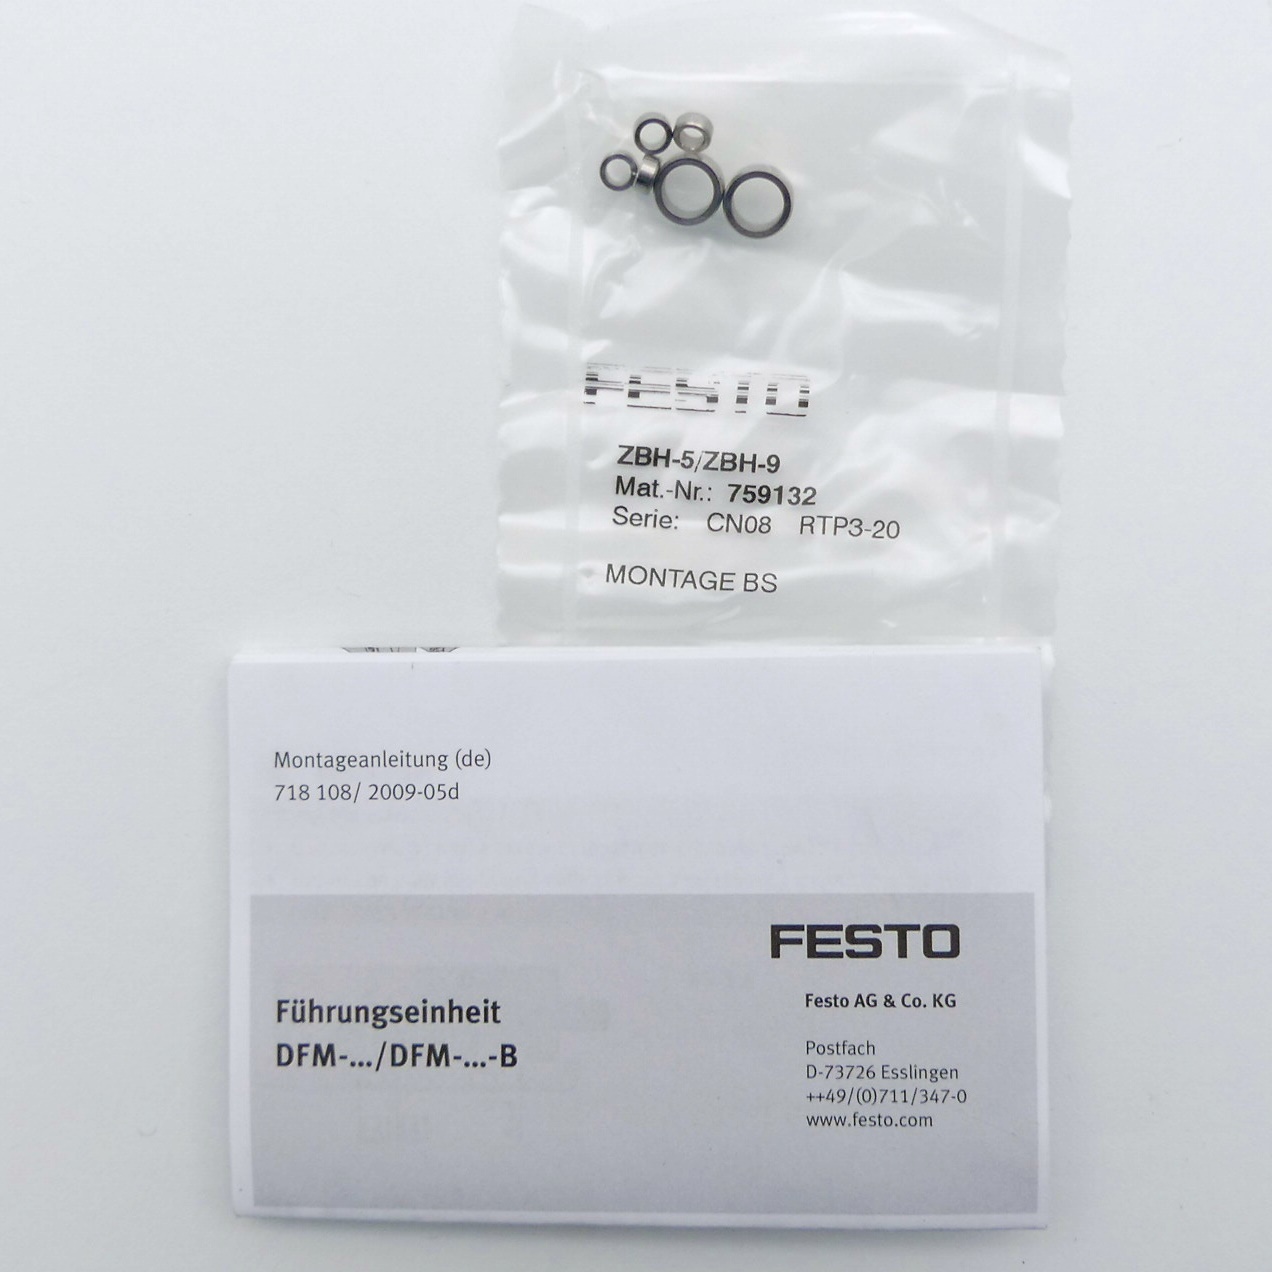 FESTO
ZBH-5/ZBH-9
Mat.-Nr.: 759132
Serie: CN08 RTP3-20
MONTAGE BS
Montageanleitung (de)
718 108/ 2009-05d
FESTO
Festo AG & Co. KG
Führungseinheit
DFM-.../DFM-...-B
Postfach
D-73726 Esslingen
++49/(0)711/347-0
www.festo.com